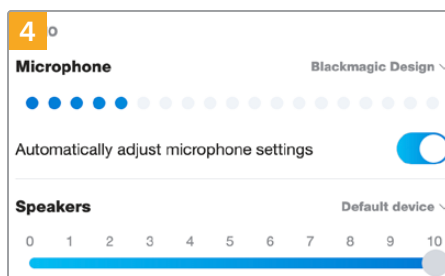 4
Microphone Blackmagic Design
Automatically adjust microphone settings
Speakers Default device
0 1 2 3 4 5 6 7 8 9 10